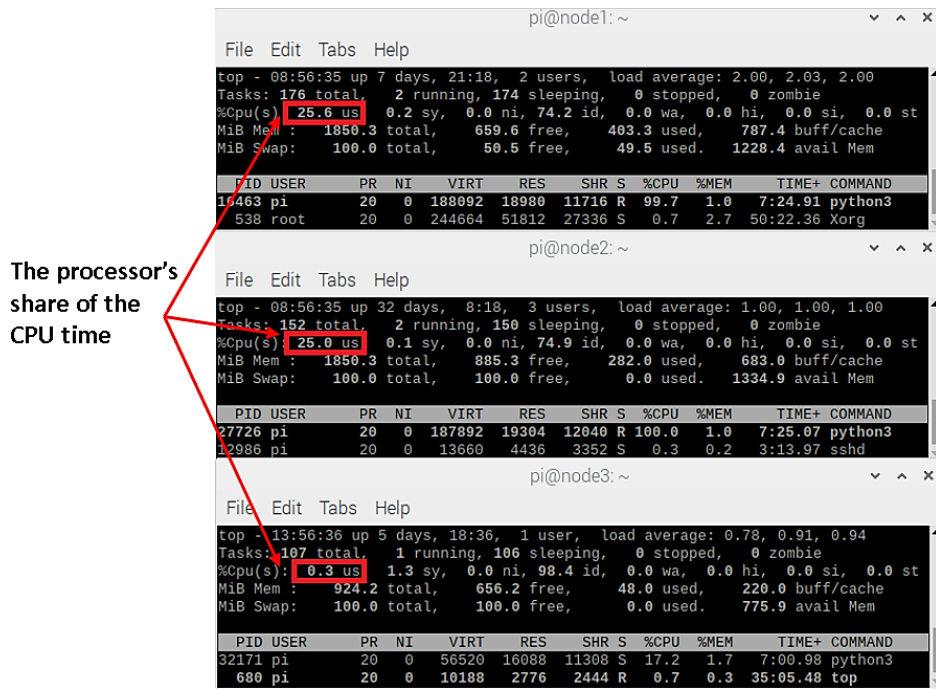 pi@node1: ~
File Edit Tabs Help
top - 08:56:35 up 7 days, 21:18, 2 users, load average: 2.00, 2.03, 2.00
Tasks: 176 total, 2 running, 174 sleeping, 0 stopped, 0 zombie
%Cpu(s) 25.6 us 0.2 sy, 0.0 ni, 74.2 id, 0.0 wa, 0.0 hi, 0.0 si, 0.0 st
MiB Mem : 1850.3 total, 659.6 free, 403.3 used, 787.4 buff/cache
MiB Swap: 100.0 total, 50.5 free, 49.5 used. 1228.4 avail Mem
PID USER PR NI VIRT RES SHR S %CPU %MEM TIME+ COMMAND
16463 pi 20 0 188092 18980 11716 R 99.7 1.0 7:24.91 python3
538 root 20 0 244664 51812 27336 S 0.7 2.7 50:22.36 Xorg
The processor's
share of the
CPU time
pi@node2: ~
File Edit Tabs Help
top - 08:56:35 up 32 days, 8:18, 3 users, load average: 1.00, 1.00, 1.00
Tasks: 152 total, 2 running, 150 sleeping, 0 stopped, 0 zombie
%Cpu(s): 25.0 us 0.1 sy, 0.0 ni, 74.9 id, 0.0 wa, 0.0 hi, 0.0 si, 0.0 st
MiB Mem : 1850.3 total, 885.3 free, 282.0 used, 683.0 buff/cache
MiB Swap: 100.0 total, 100.0 free, 0.0 used. 1334.9 avail Mem
PID USER PR NI VIRT RES SHR S %CPU %MEM TIME+ COMMAND
27726 pi 20 0 187892 19304 12040 R 100.0 1.0 7:25.07 python3
12986 pi 20 0 13660 4436 3352 S 0.3 0.2 3:13.97 sshd
pi@node3: ~
File Edit Tabs Help
top - 13:56:36 up 5 days, 18:36, 1 user, load average: 0.78, 0.91, 0.94
Tasks: 107 total, 1 running, 106 sleeping, 0 stopped, 0 zombie
%Cpu(s): 0.3 us 1.3 sy, 0.0 ni, 98.4 id, 0.0 wa, 0.0 hi, 0.0 si, 0.0 st
MiB Mem : 924.2 total, 656.2 free, 48.0 used, 220.0 buff/cache
MiB Swap: 100.0 total, 100.0 free, 0.0 used. 775.9 avail Mem
PID USER PR NI VIRT RES SHR S %CPU %MEM TIME+ COMMAND
32171 pi 20 0 56520 16088 11308 S 17.2 1.7 7:00.98 python3
680 pi 20 0 10188 2776 2444 R 0.7 0.3 35:05.48 top